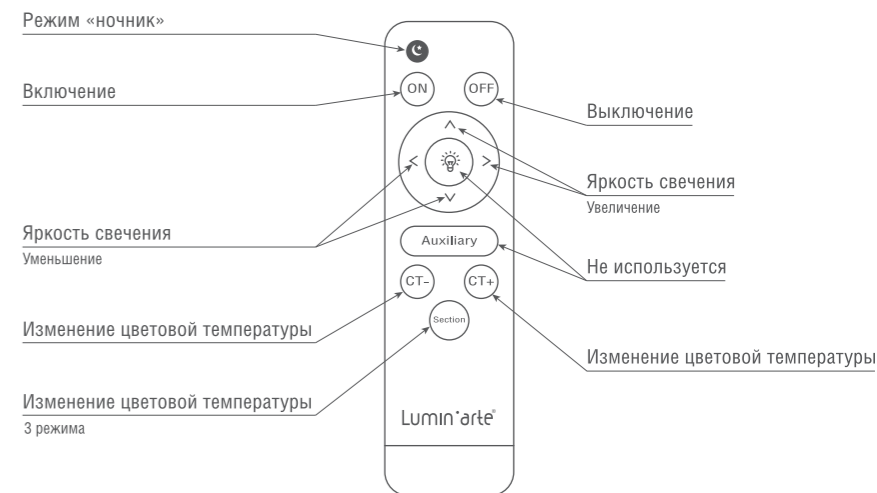 Режим «ночник»
ON
OFF
Включение
Выключение
Яркость свечения
Увеличение
Яркость свечения
Уменьшение
Auxiliary
Не используется
CT-
CT+
Section
Изменение цветовой температуры
Изменение цветовой температуры
Изменение цветовой температуры
3 режима
Lumin'arte®